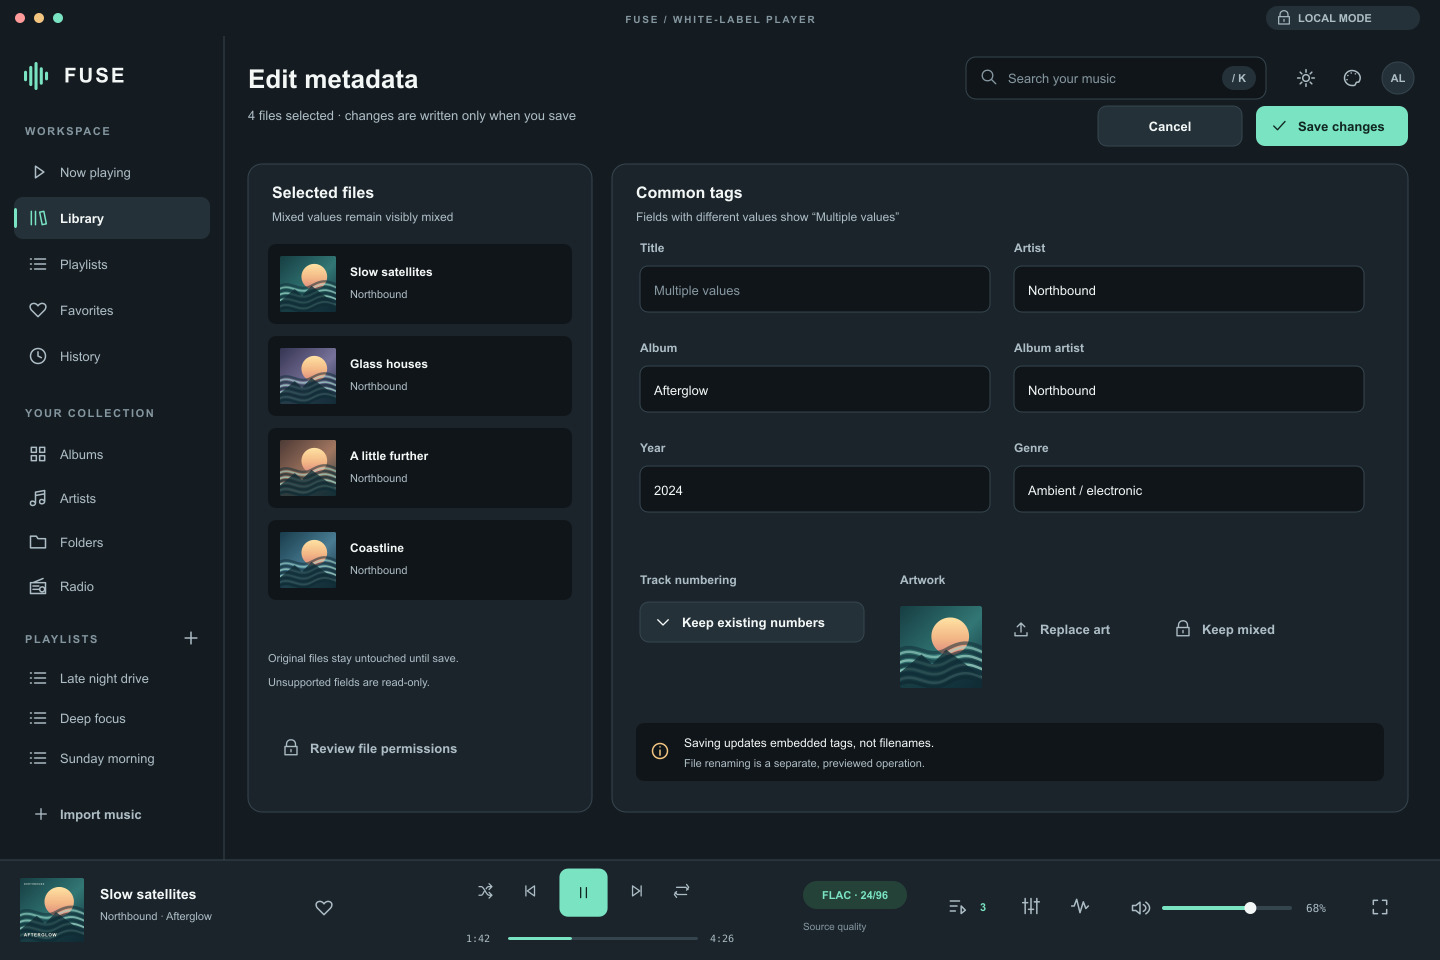 FUSE / WHITE-LABEL PLAYER
LOCAL MODE
FUSE
WORKSPACE
Now playing
Library
Playlists
Favorites
History
YOUR COLLECTION
Albums
Artists
Folders
Radio
PLAYLISTS
Late night drive
Deep focus
Sunday morning
Import music
Edit metadata
4 files selected · changes are written only when you save
Search your music
/ K
AL
Cancel
Save changes
Selected files
Mixed values remain visibly mixed
Slow satellites
Northbound
Glass houses
Northbound
A little further
Northbound
Coastline
Northbound
Original files stay untouched until save.
Unsupported fields are read-only.
Review file permissions
Common tags
Fields with different values show “Multiple values”
Title
Multiple values
Artist
Northbound
Album
Afterglow
Album artist
Northbound
Year
2024
Genre
Ambient / electronic
Track numbering
Keep existing numbers
Artwork
Replace art
Keep mixed
Saving updates embedded tags, not filenames.
File renaming is a separate, previewed operation.
AFTERGLOW
Slow satellites
Northbound · Afterglow
1:42
4:26
FLAC · 24/96
Source quality
3
68%